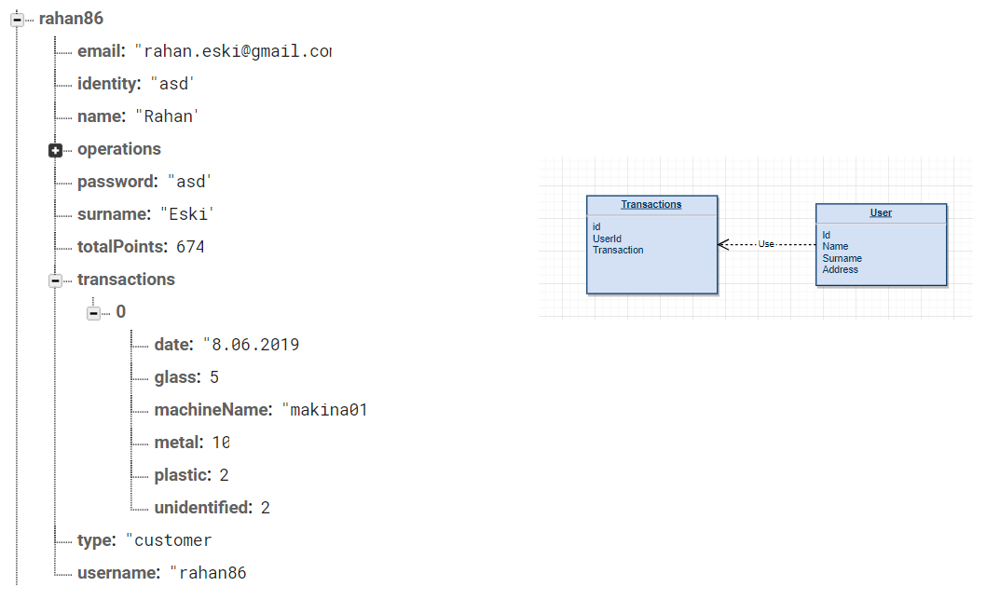 rahan86
email: "rahan.eski@gmail.com
identity: "asd"
name: "Rahan"
operations
password: "asd"
surname: "Eski"
totalPoints: 674
transactions
0
date: "8.06.2019
glass: 5
machineName: "makina01
metal: 10
plastic: 2
unidentified: 2
type: "customer
username: "rahan86
Transactions
id
UserId
Transaction
Use
User
Id
Name
Surname
Address